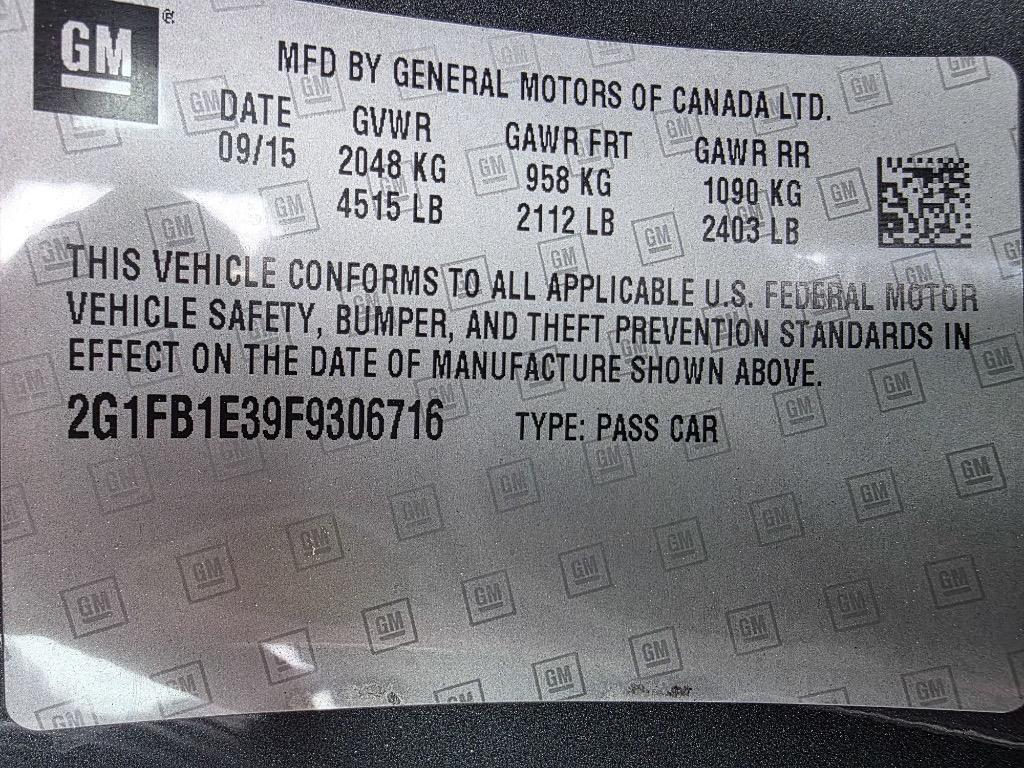 GM ®
MFD BY GENERAL MOTORS OF CANADA LTD.
DATE GVWR GAWR FRT GAWR RR
09/15 2048 KG 958 KG 1090 KG
4515 LB 2112 LB 2403 LB
THIS VEHICLE CONFORMS TO ALL APPLICABLE U.S. FEDERAL MOTOR
VEHICLE SAFETY, BUMPER, AND THEFT PREVENTION STANDARDS IN
EFFECT ON THE DATE OF MANUFACTURE SHOWN ABOVE.
2G1FB1E39F9306716 TYPE: PASS CAR